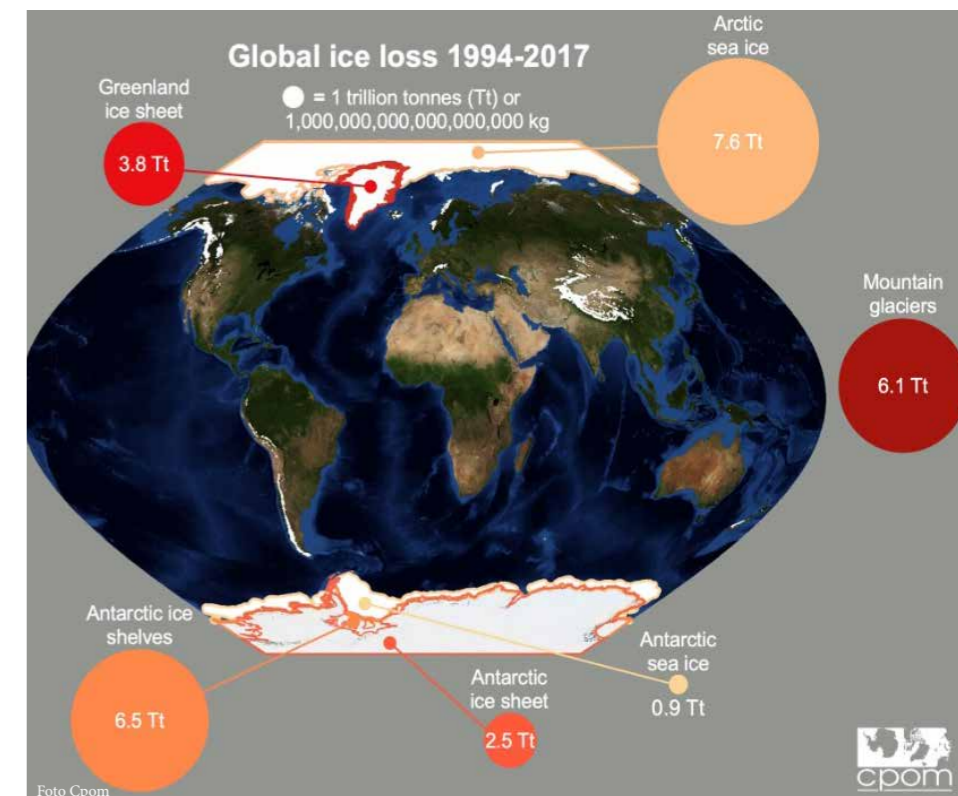 Global ice loss 1994-2017
= 1 trillion tonnes (Tt) or
1,000,000,000,000,000,000 kg
Greenland
ice sheet
3.8 Tt
Arctic
sea ice
7.6 Tt
Mountain
glaciers
6.1 Tt
Antarctic ice
shelves
6.5 Tt
Antarctic
ice sheet
2.5 Tt
Antarctic
sea ice
0.9 Tt
cpom
Foto Cpom